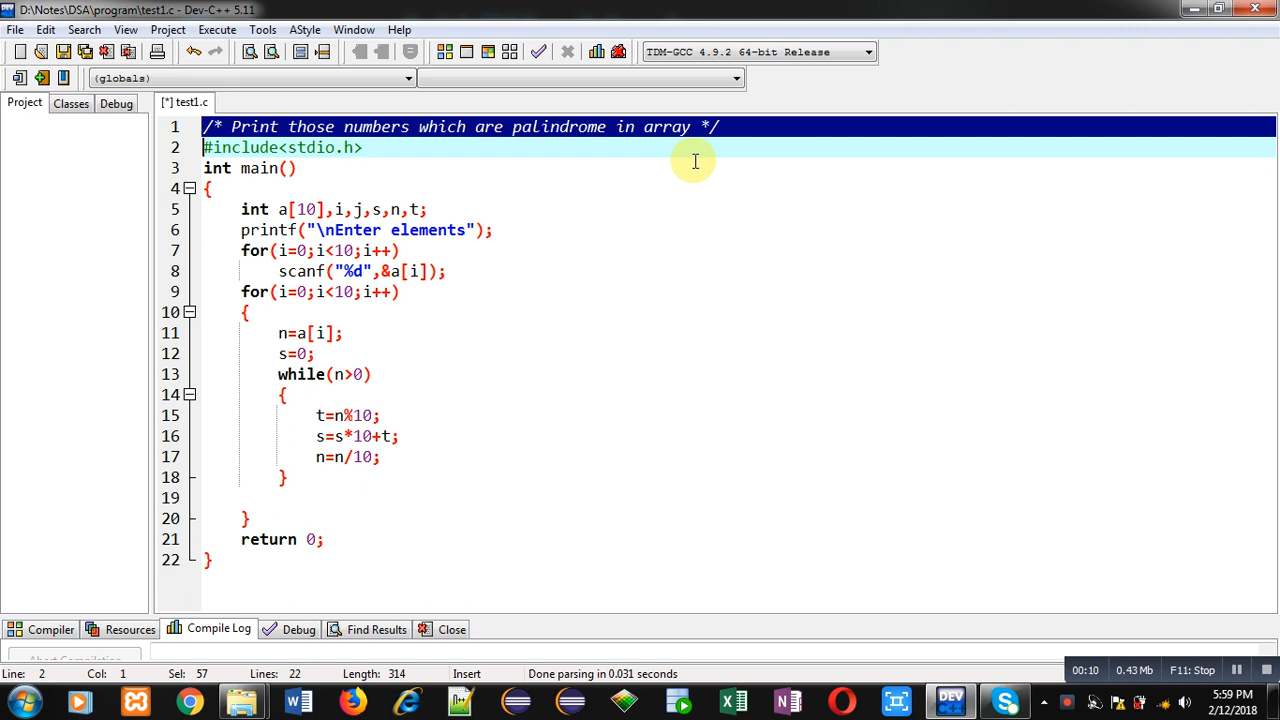 D:\Notes\DSA\program\test1.c - Dev-C++ 5.11
File Edit Search View Project Execute Tools AStyle Window Help
TDM-GCC 4.9.2 64-bit Release
(globals)
Project Classes Debug [*] test1.c
1 /* Print those numbers which are palindrome in array */
2 #include<stdio.h>
3 int main()
4 {
5 int a[10],i,j,s,n,t;
6 printf("\nEnter elements");
7 for(i=0;i<10;i++)
8 scanf("%d",&a[i]);
9 for(i=0;i<10;i++)
10 {
11 n=a[i];
12 s=0;
13 while(n>0)
14 {
15 t=n%10;
16 s=s*10+t;
17 n=n/10;
18 }
19
20 }
21 return 0;
22 }
Compiler Resources Compile Log Debug Find Results Close
Abort Compilation
00:10 0.43 Mb F11: Stop
Line: 2 Col: 1 Sel: 57 Lines: 22 Length: 314 Insert Done parsing in 0.031 seconds
DEV
5:59 PM
2/12/2018